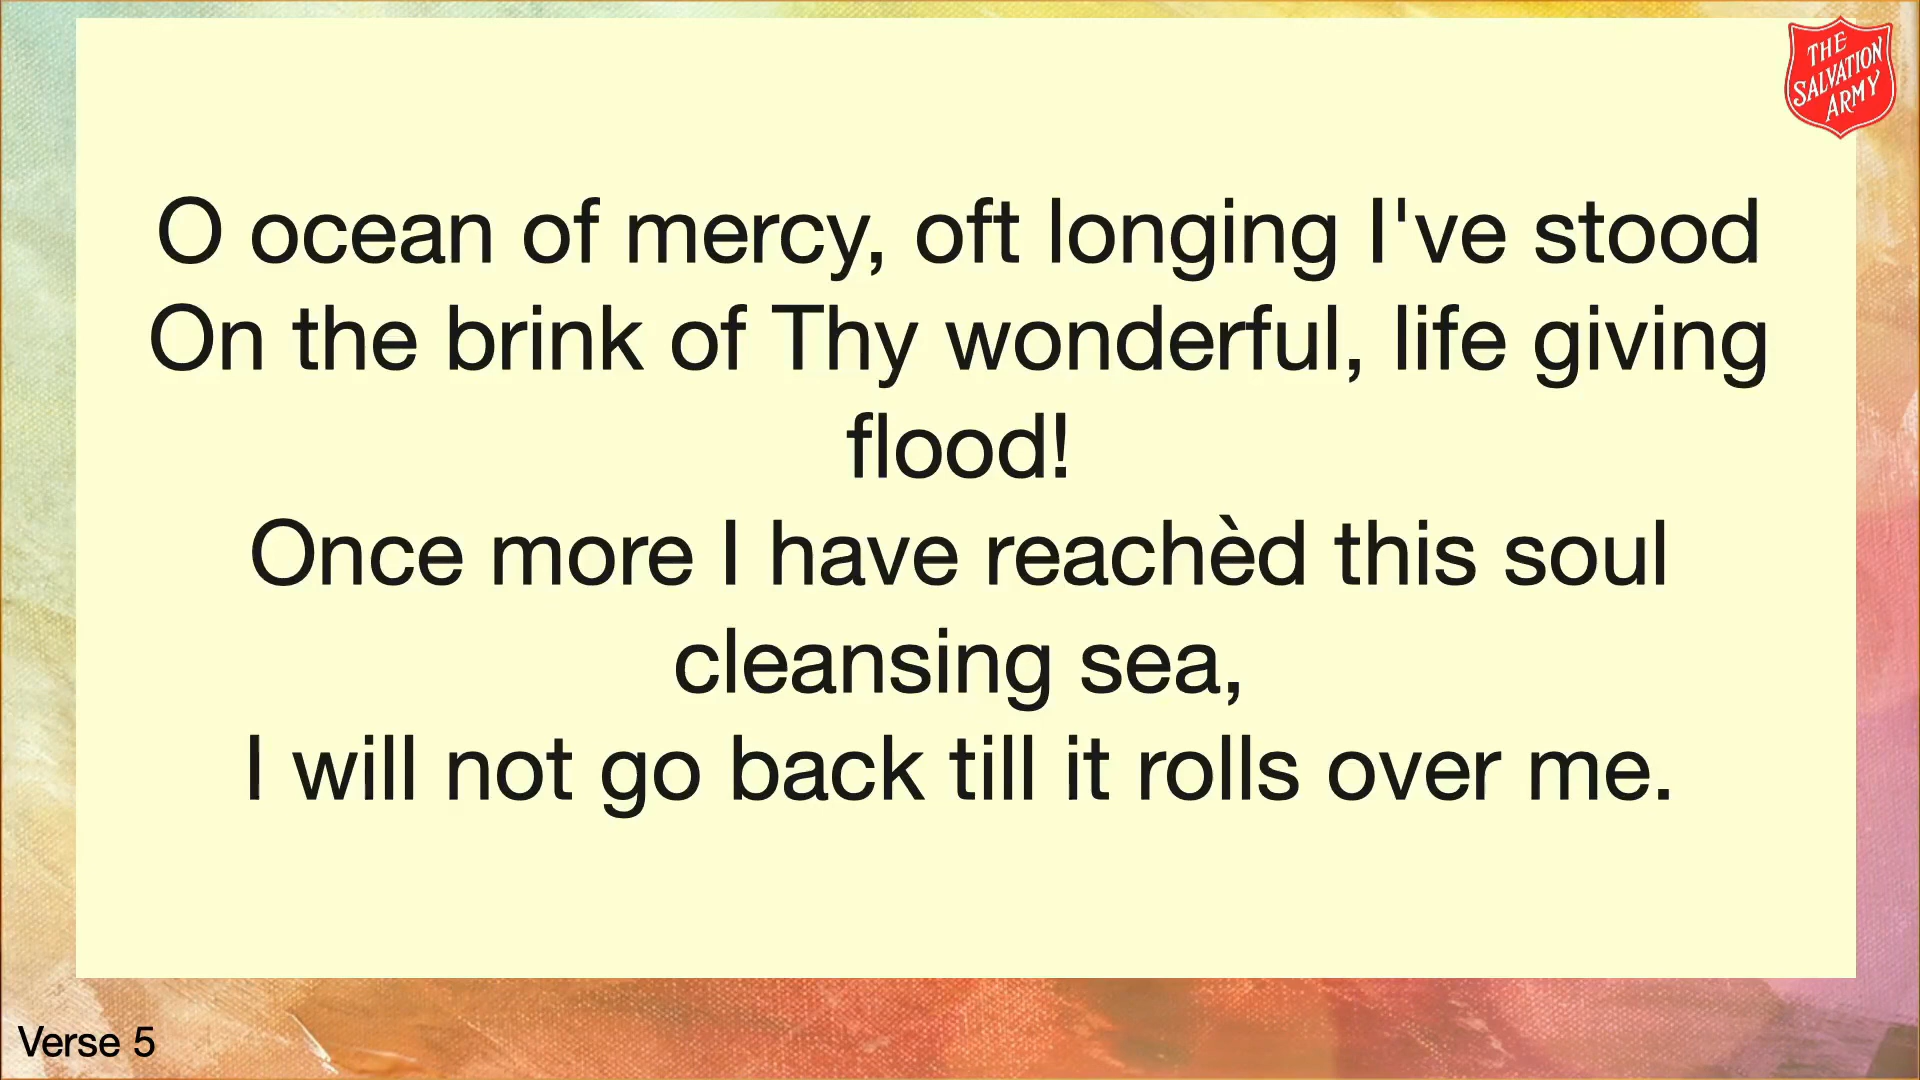 THE
SALVATION
ARMY
O ocean of mercy, oft longing I've stood
On the brink of Thy wonderful, life giving
flood!
Once more I have reachèd this soul
cleansing sea,
I will not go back till it rolls over me.
Verse 5